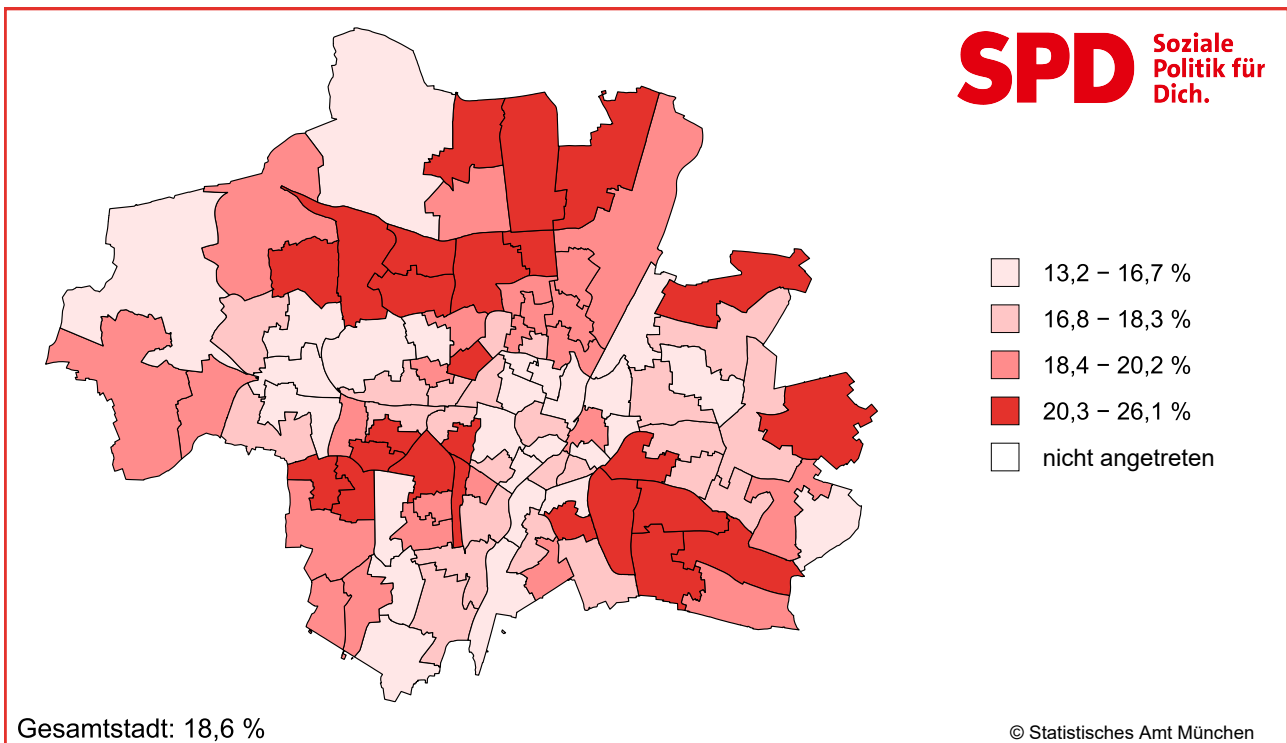 SPD
Soziale
Politik für
Dich.
13,2 – 16,7 %
16,8 – 18,3 %
18,4 – 20,2 %
20,3 – 26,1 %
nicht angetreten
Gesamtstadt: 18,6 %
© Statistisches Amt München